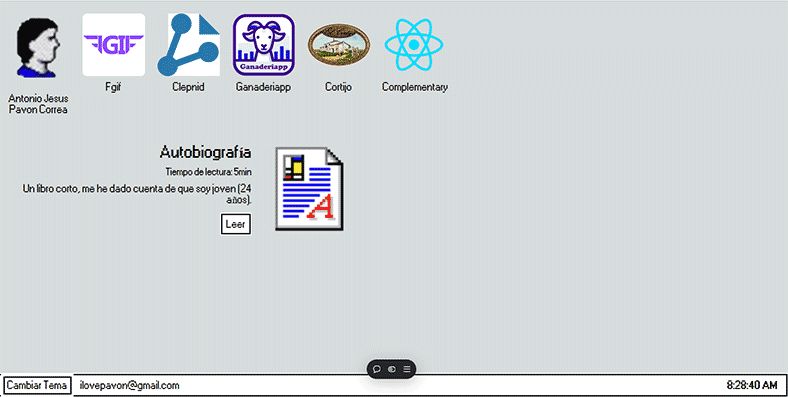 FGIF
Ganaderiapp
Antonio Jesus
Pavon Correa
Fgif
Clepnid
Ganaderiapp
Cortijo
Complementary
Autobiografía
Tiempo de lectura: 5min
Un libro corto, me he dado cuenta de que soy joven (24
años).
Leer
A
Cambiar Tema
ilovepavon@gmail.com
8:28:40 AM